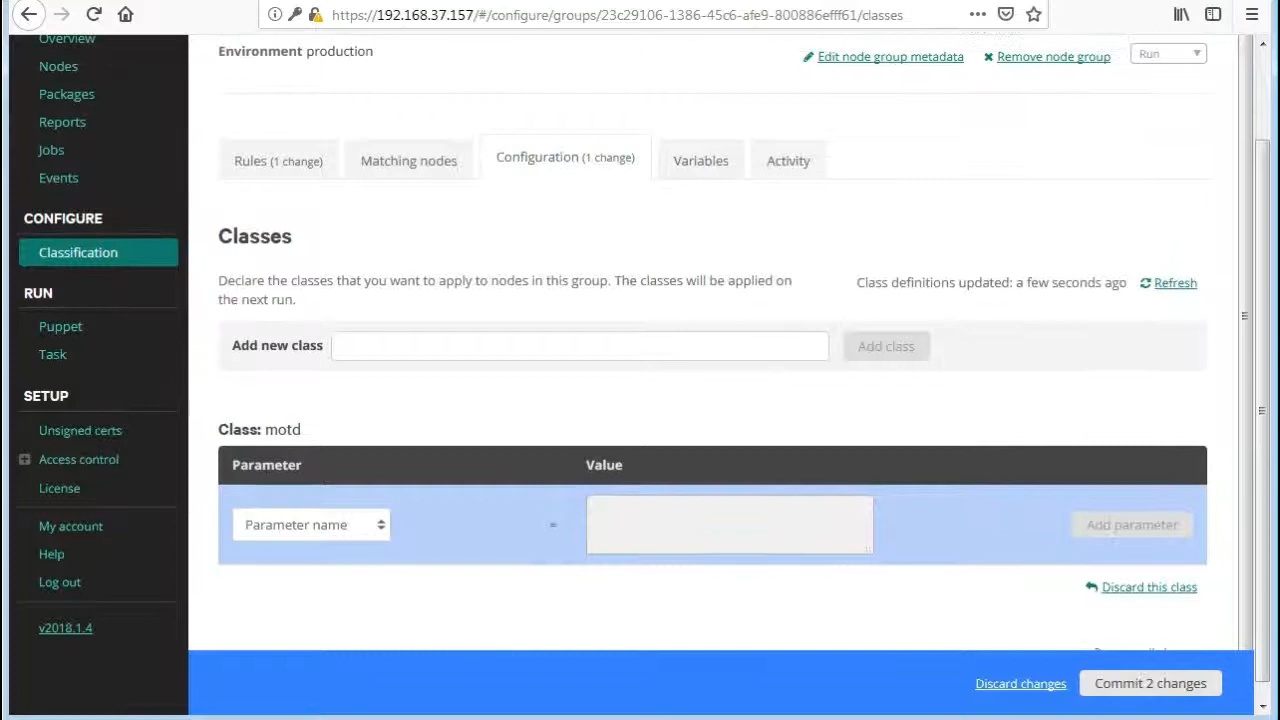 https://192.168.37.157/#/configure/groups/23c29106-1386-45c6-afe9-800886efff61/classes
Overview
Nodes
Packages
Reports
Jobs
Events
CONFIGURE
Classification
RUN
Puppet
Task
SETUP
Unsigned certs
Access control
License
My account
Help
Log out
v2018.1.4
Environment production
Edit node group metadata
Remove node group
Run
Rules (1 change)
Matching nodes
Configuration (1 change)
Variables
Activity
Classes
Declare the classes that you want to apply to nodes in this group. The classes will be applied on
the next run.
Class definitions updated: a few seconds ago
Refresh
Add new class
Add class
Class: motd
Parameter
Value
Parameter name
=
Add parameter
Discard this class
Discard changes
Commit 2 changes